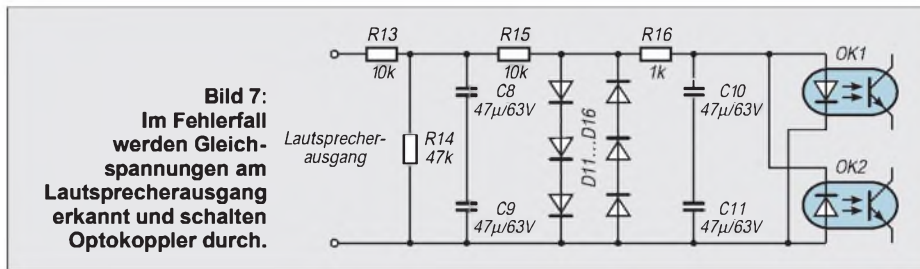 Bild 7:
Im Fehlerfall
werden Gleich-
spannungen am
Lautsprecherausgang
erkannt und schalten
Optokoppler durch.
Lautsprecher-
ausgang
R13
10k
R14
47k
C8
47µ/63V
C9
47µ/63V
R15
10k
D11...D16
R16
1k
C10
47µ/63V
C11
47µ/63V
OK1
OK2